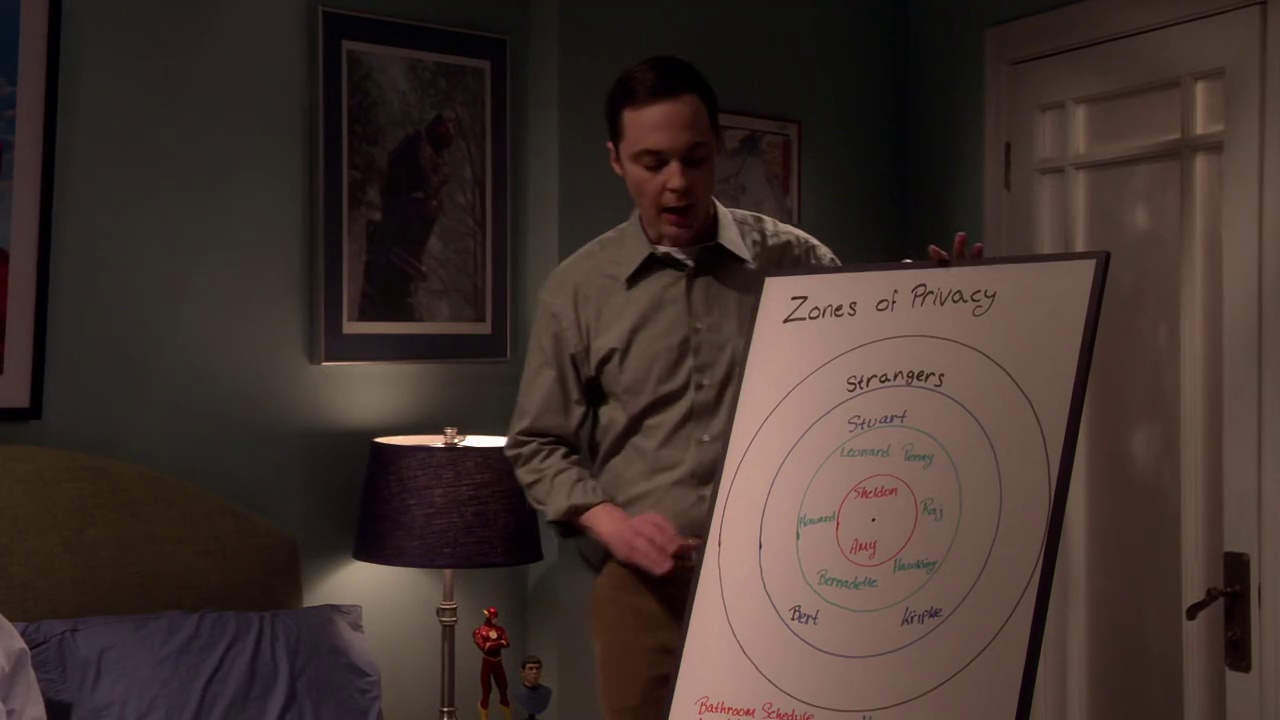 Zones of Privacy
Strangers
Stuart
Leonard Penny
Sheldon
Howard Raj
Amy
Bernadette Hawking
Bert Kripke
Bathroom Schedule